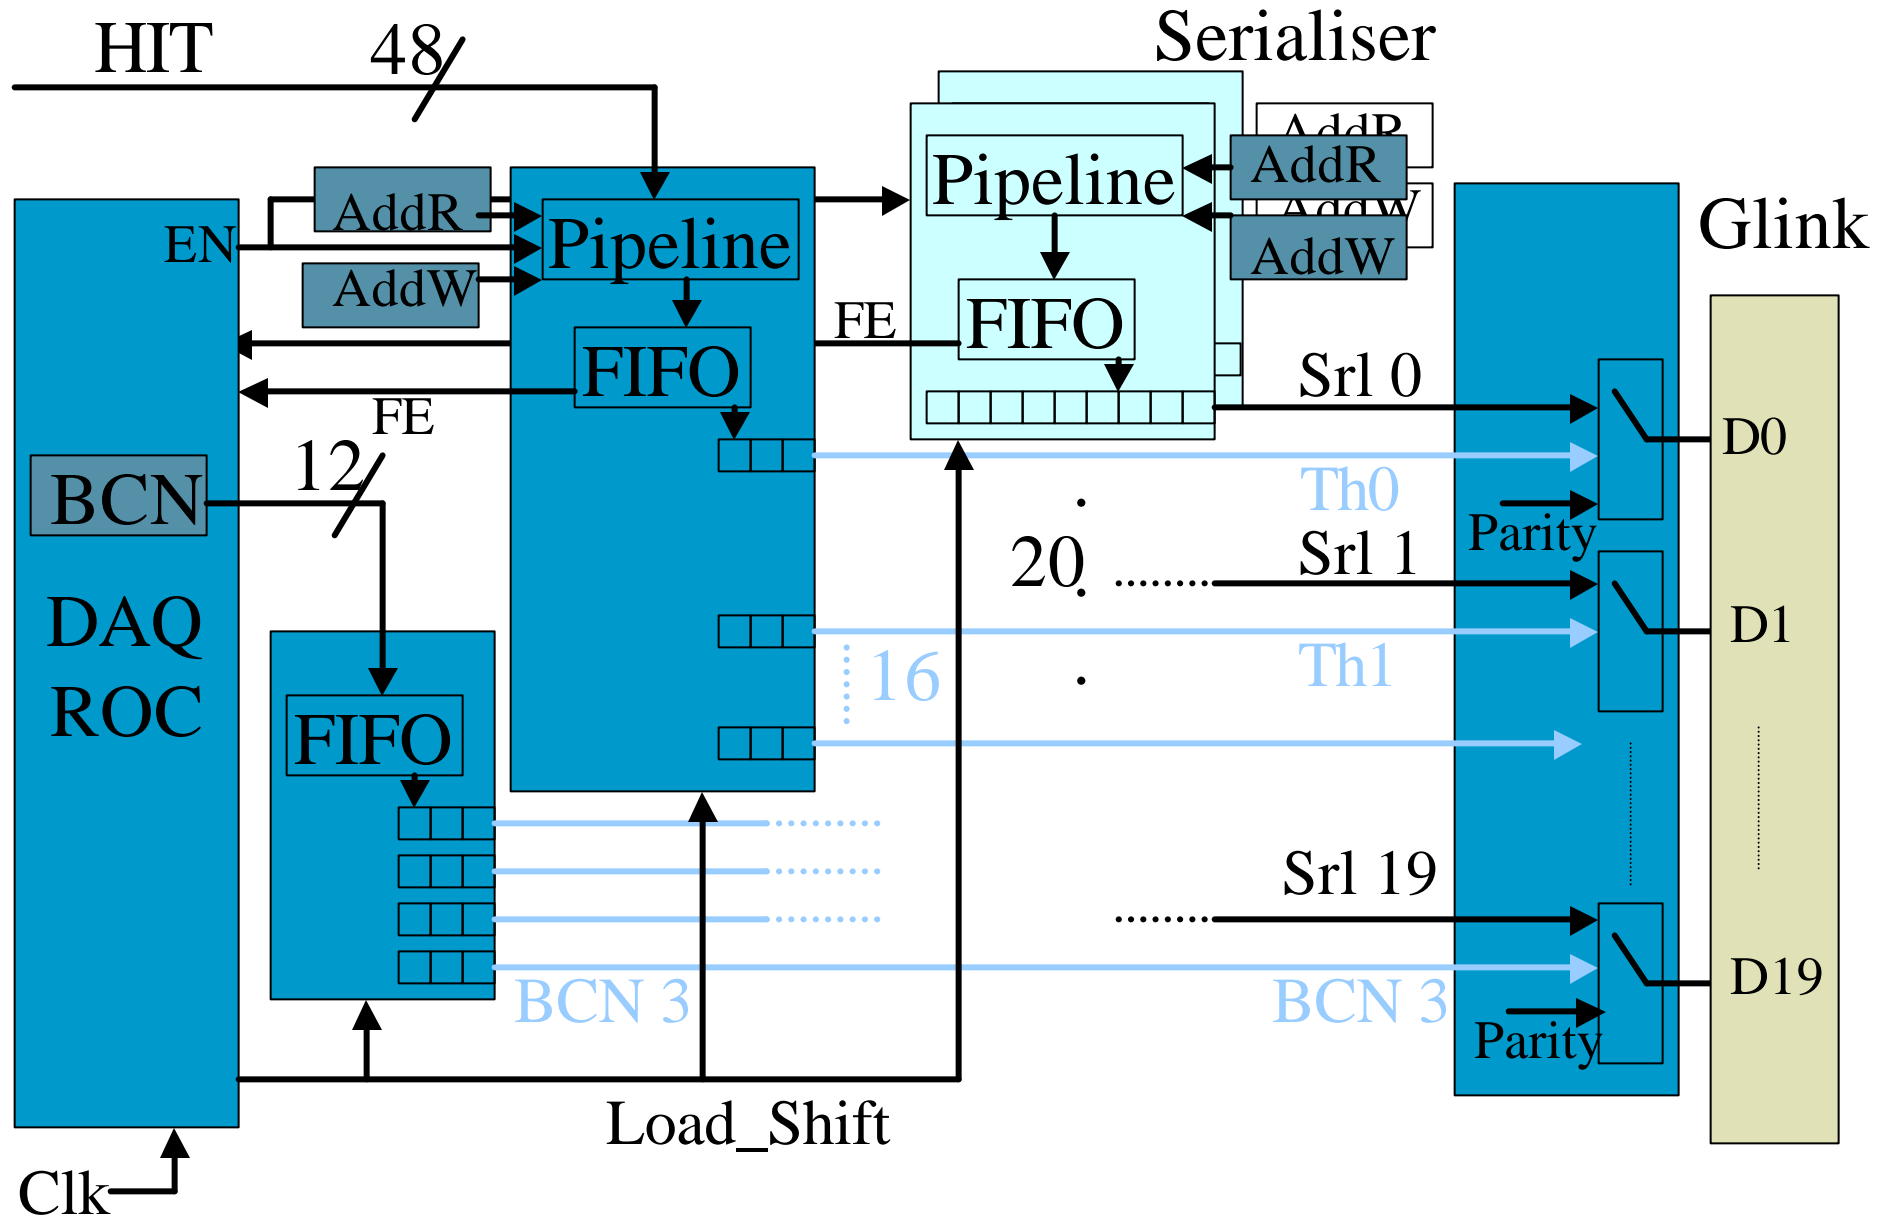 HIT
48
Serialiser
AddR
AddR
AddW
AddW
Pipeline
FIFO
FE
EN
AddR
AddW
Pipeline
FIFO
FE
Glink
BCN
12
DAQ
ROC
FIFO
Srl 0
Th0
Parity
D0
20
Srl 1
Th1
D1
16
Srl 19
BCN 3
BCN 3
Parity
D19
Load_Shift
Clk